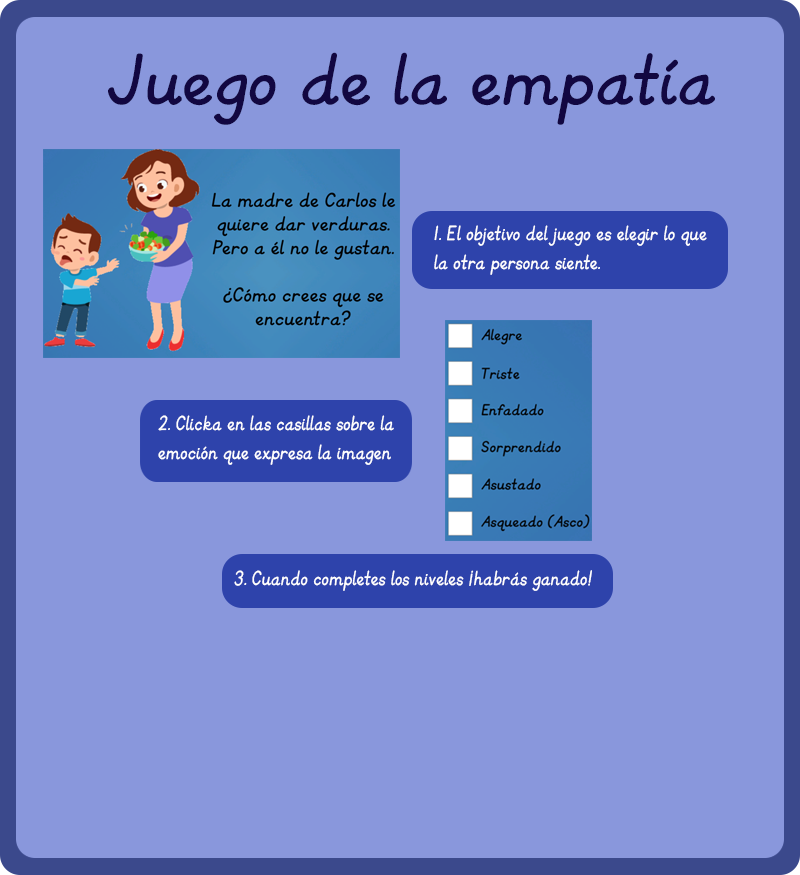 Juego de la empatía
La madre de Carlos le
quiere dar verduras.
Pero a él no le gustan.
¿Cómo crees que se
encuentra?
1. El objetivo del juego es elegir lo que
la otra persona siente.
Alegre
Triste
Enfadado
Sorprendido
Asustado
Asqueado (Asco)
2. Clicka en las casillas sobre la
emoción que expresa la imagen
3. Cuando completes los niveles ¡habrás ganado!